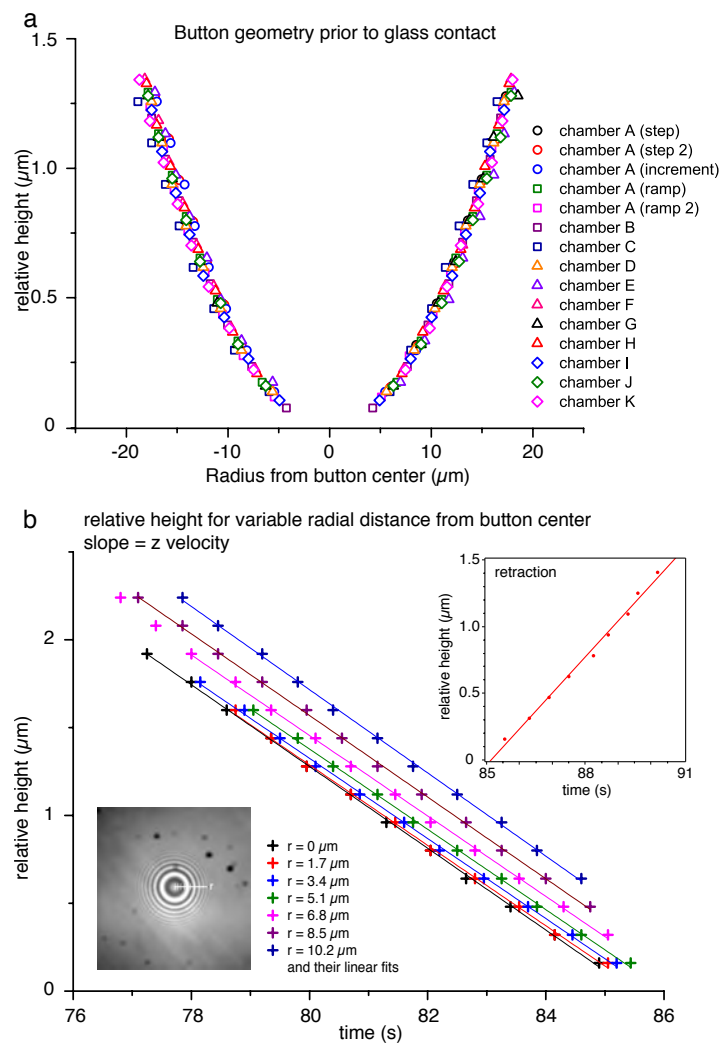 a
Button geometry prior to glass contact
1.5
1.0
0.5
0
relative height (µm)
-20 -10 0 10 20
Radius from button center (µm)
chamber A (step)
chamber A (step 2)
chamber A (increment)
chamber A (ramp)
chamber A (ramp 2)
chamber B
chamber C
chamber D
chamber E
chamber F
chamber G
chamber H
chamber I
chamber J
chamber K
b
relative height for variable radial distance from button center
slope = z velocity
2
1
0
relative height (µm)
76 78 80 82 84 86
time (s)
retraction
1.5
1.0
0.5
0
relative height (µm)
85 88 91
time (s)
r
r = 0 µm
r = 1.7 µm
r = 3.4 µm
r = 5.1 µm
r = 6.8 µm
r = 8.5 µm
r = 10.2 µm
and their linear fits